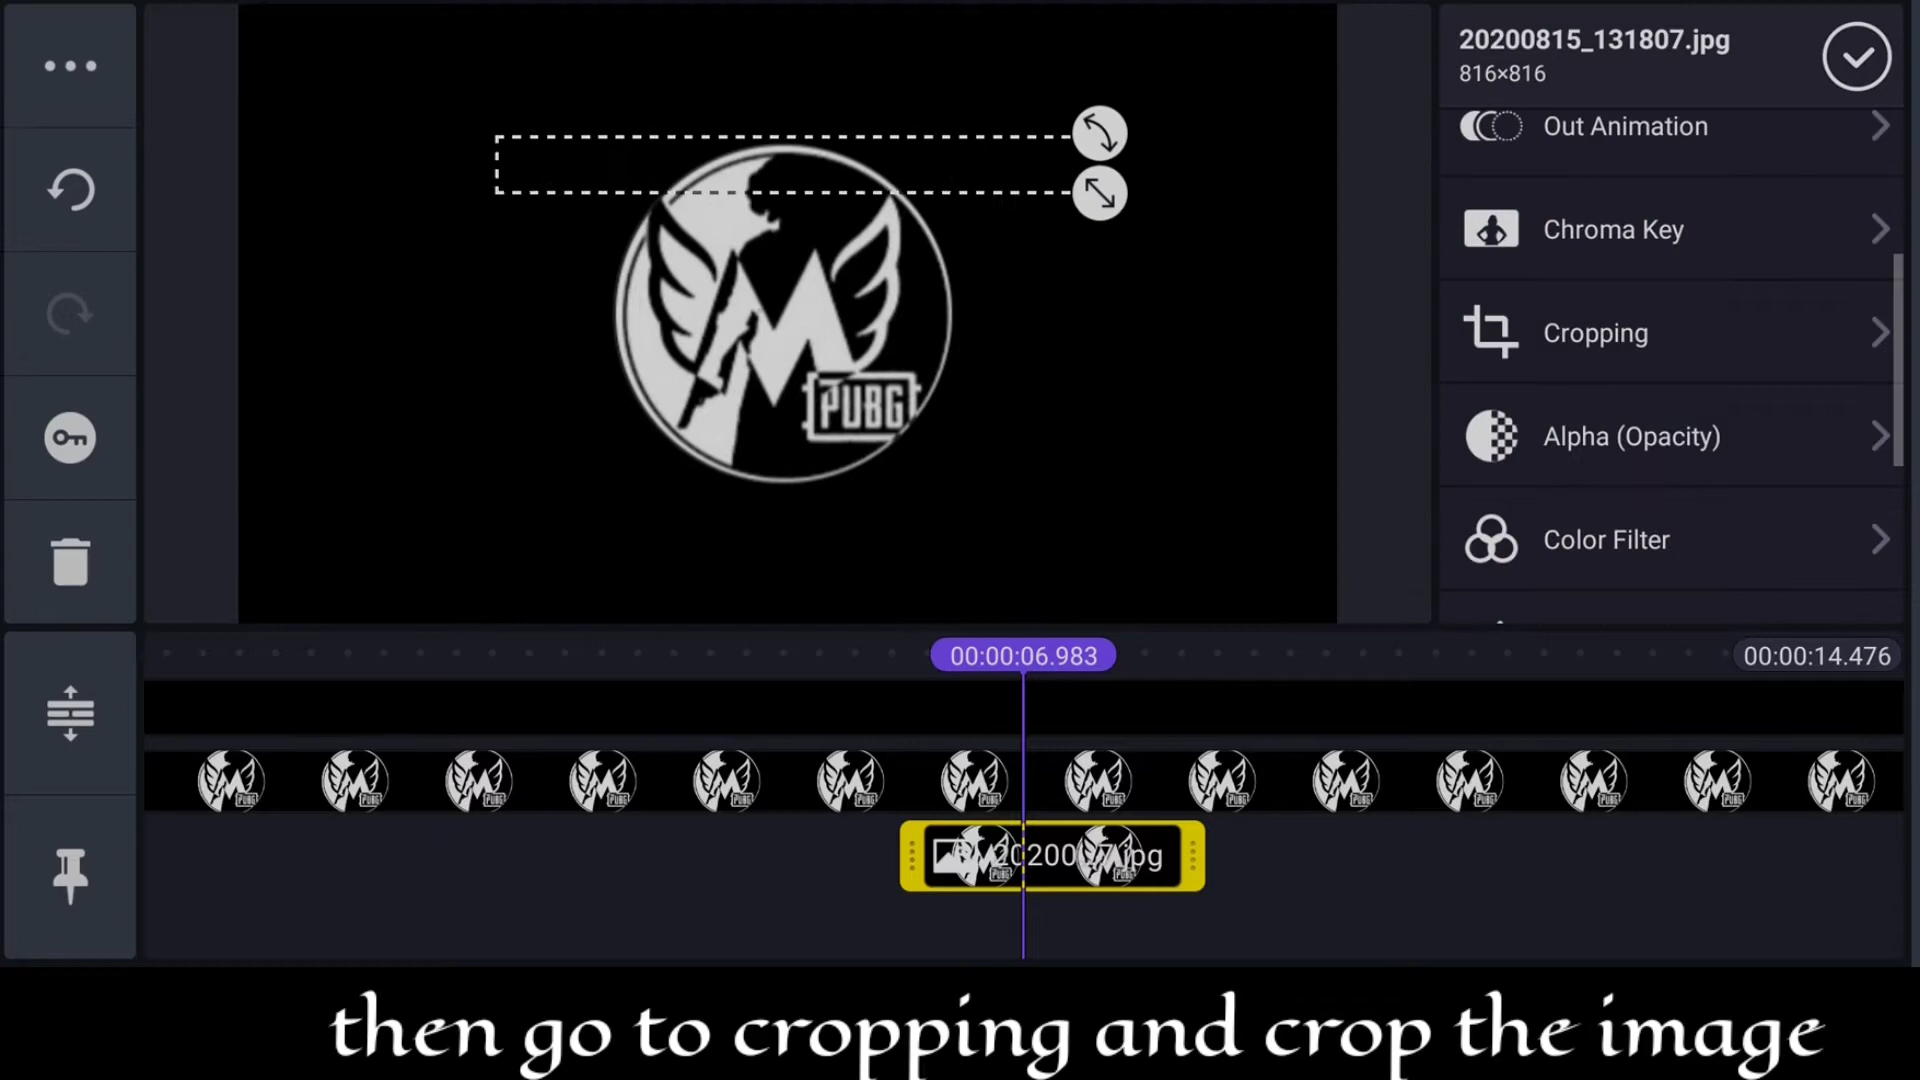 20200815_131807.jpg
816×816
Out Animation
Chroma Key
Cropping
Alpha (Opacity)
Color Filter
M
PUBG
00:00:06.983
00:00:14.476
then go to cropping and crop the image